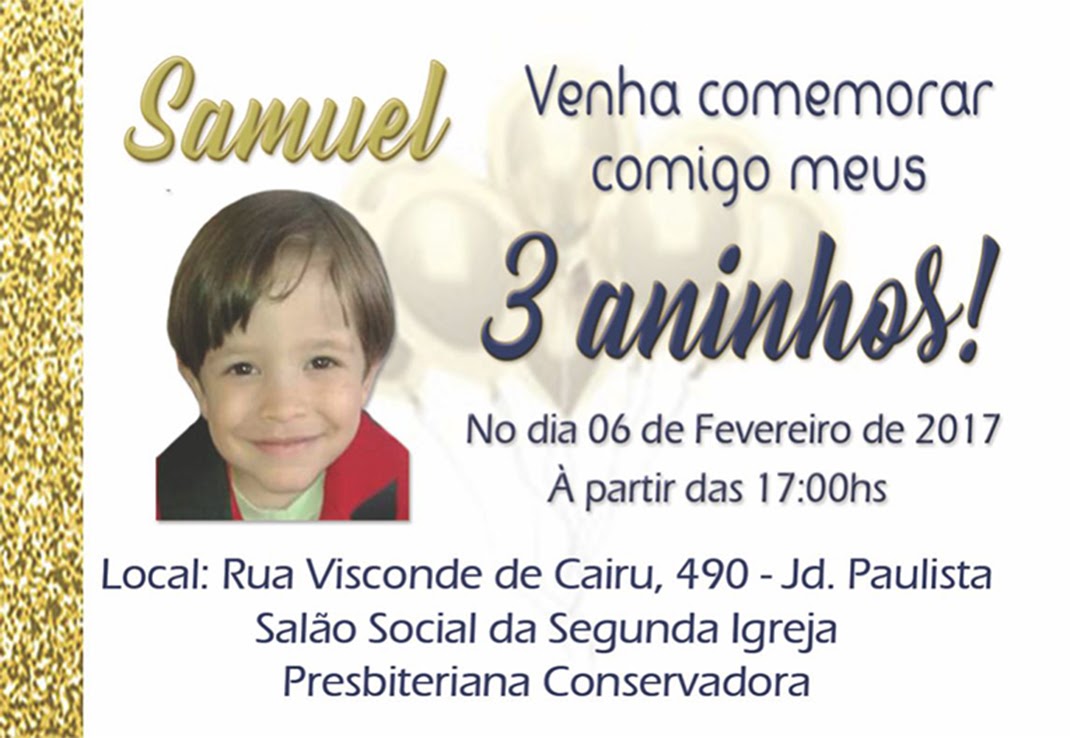 Samuel
Venha comemorar
comigo meus
3 aninhos!
No dia 06 de Fevereiro de 2017
À partir das 17:00hs
Local: Rua Visconde de Cairu, 490 - Jd. Paulista
Salão Social da Segunda Igreja
Presbiteriana Conservadora